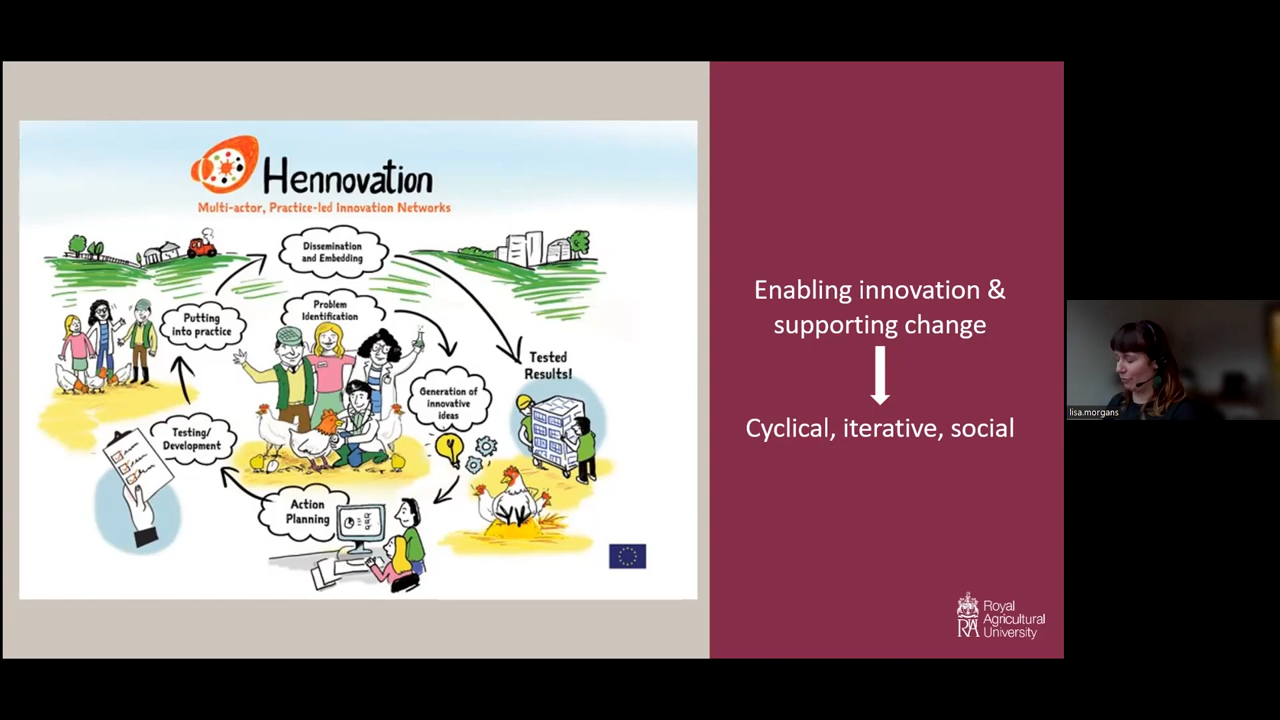 Hennovation
Multi-actor, Practice-led Innovation Networks
Dissemination
and Embedding
Problem
Identification
Putting
into practice
Tested
Results!
Generation of
innovative
ideas
Testing/
Development
Action
Planning
Enabling innovation &
supporting change
Cyclical, iterative, social
Royal
Agricultural
University
lisa.morgans